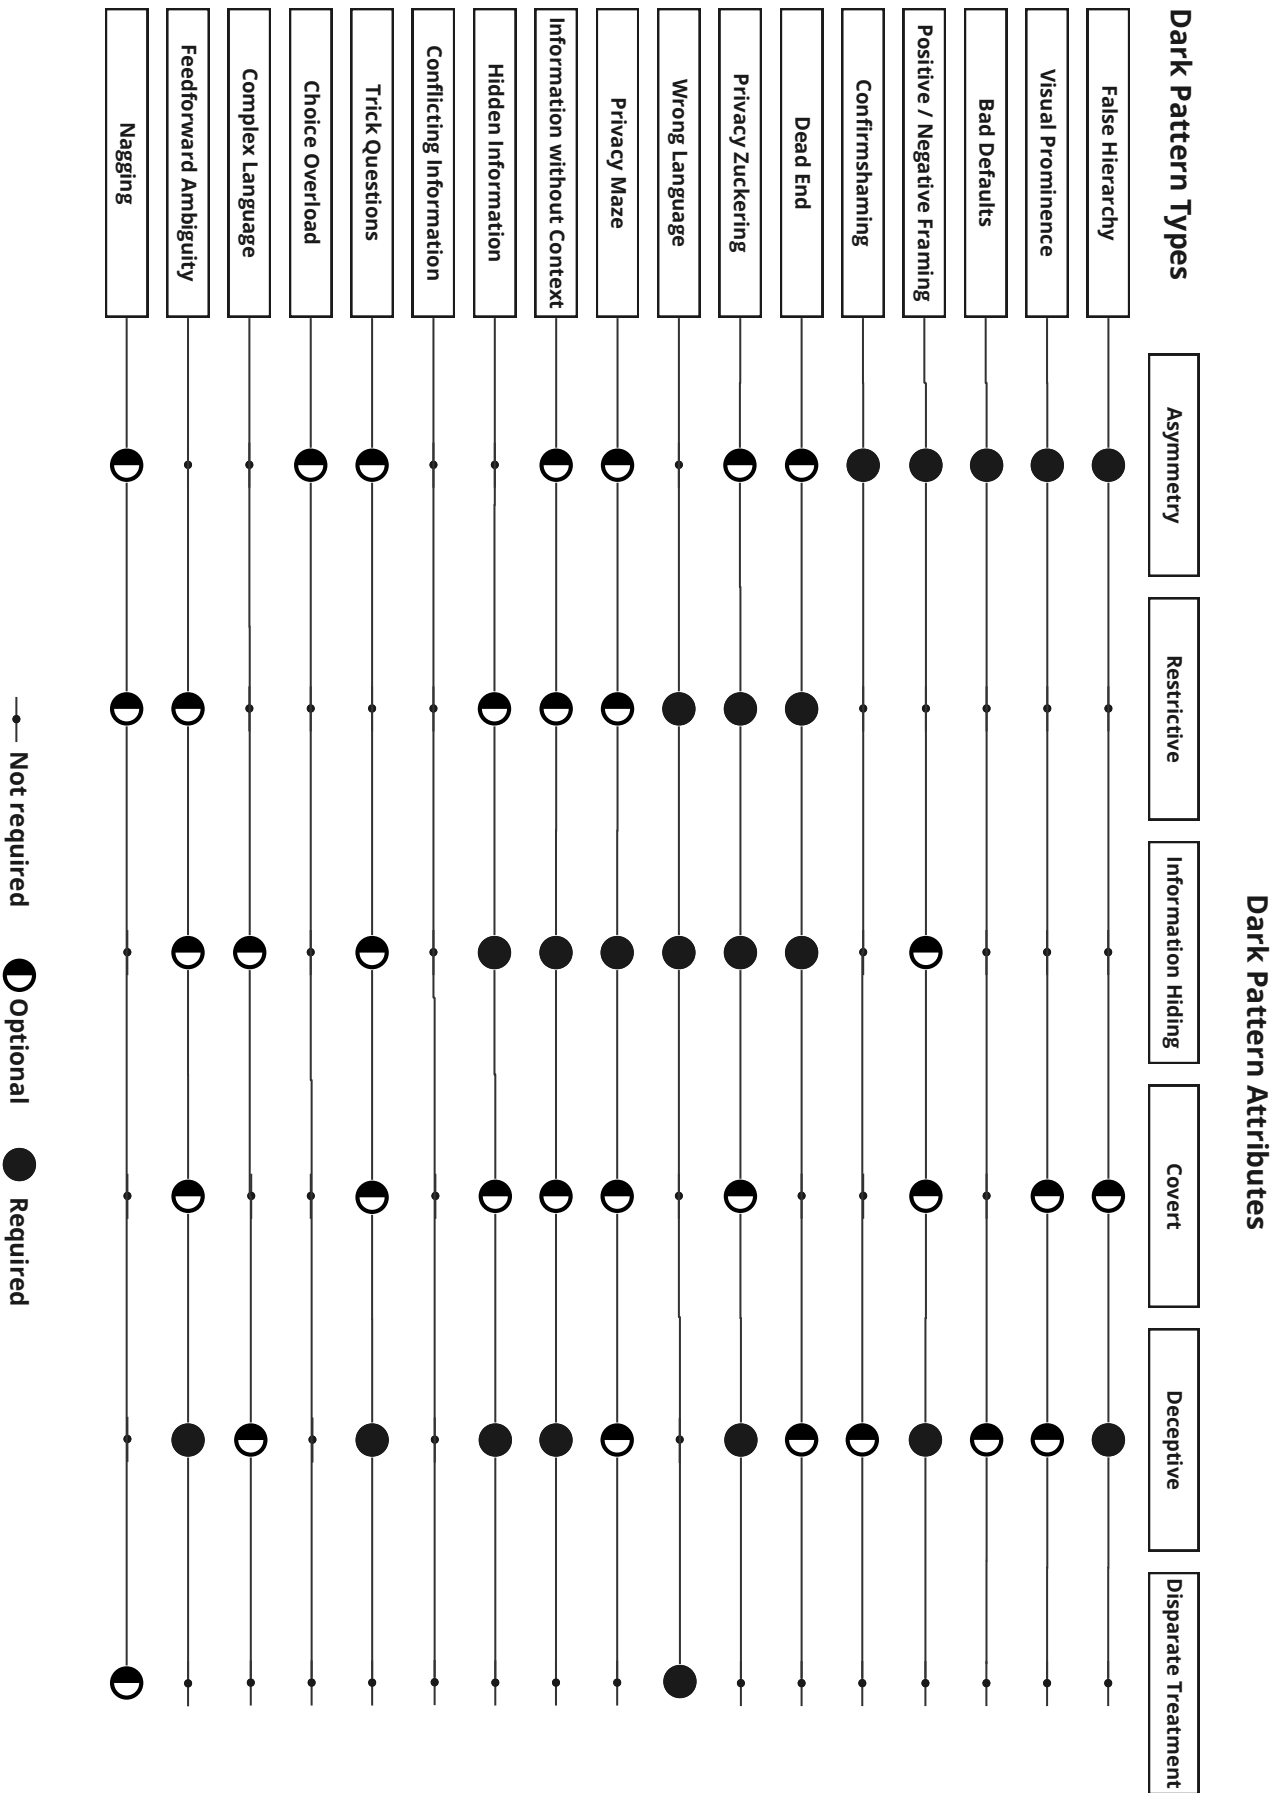 Dark Pattern Attributes
Dark Pattern Types
Asymmetry
Restrictive
Information Hiding
Covert
Deceptive
Disparate Treatment
False Hierarchy
Visual Prominence
Bad Defaults
Positive / Negative Framing
Confirmshaming
Dead End
Privacy Zuckering
Wrong Language
Privacy Maze
Information without Context
Hidden Information
Conflicting Information
Trick Questions
Choice Overload
Complex Language
Feedforward Ambiguity
Nagging
Not required
Optional
Required